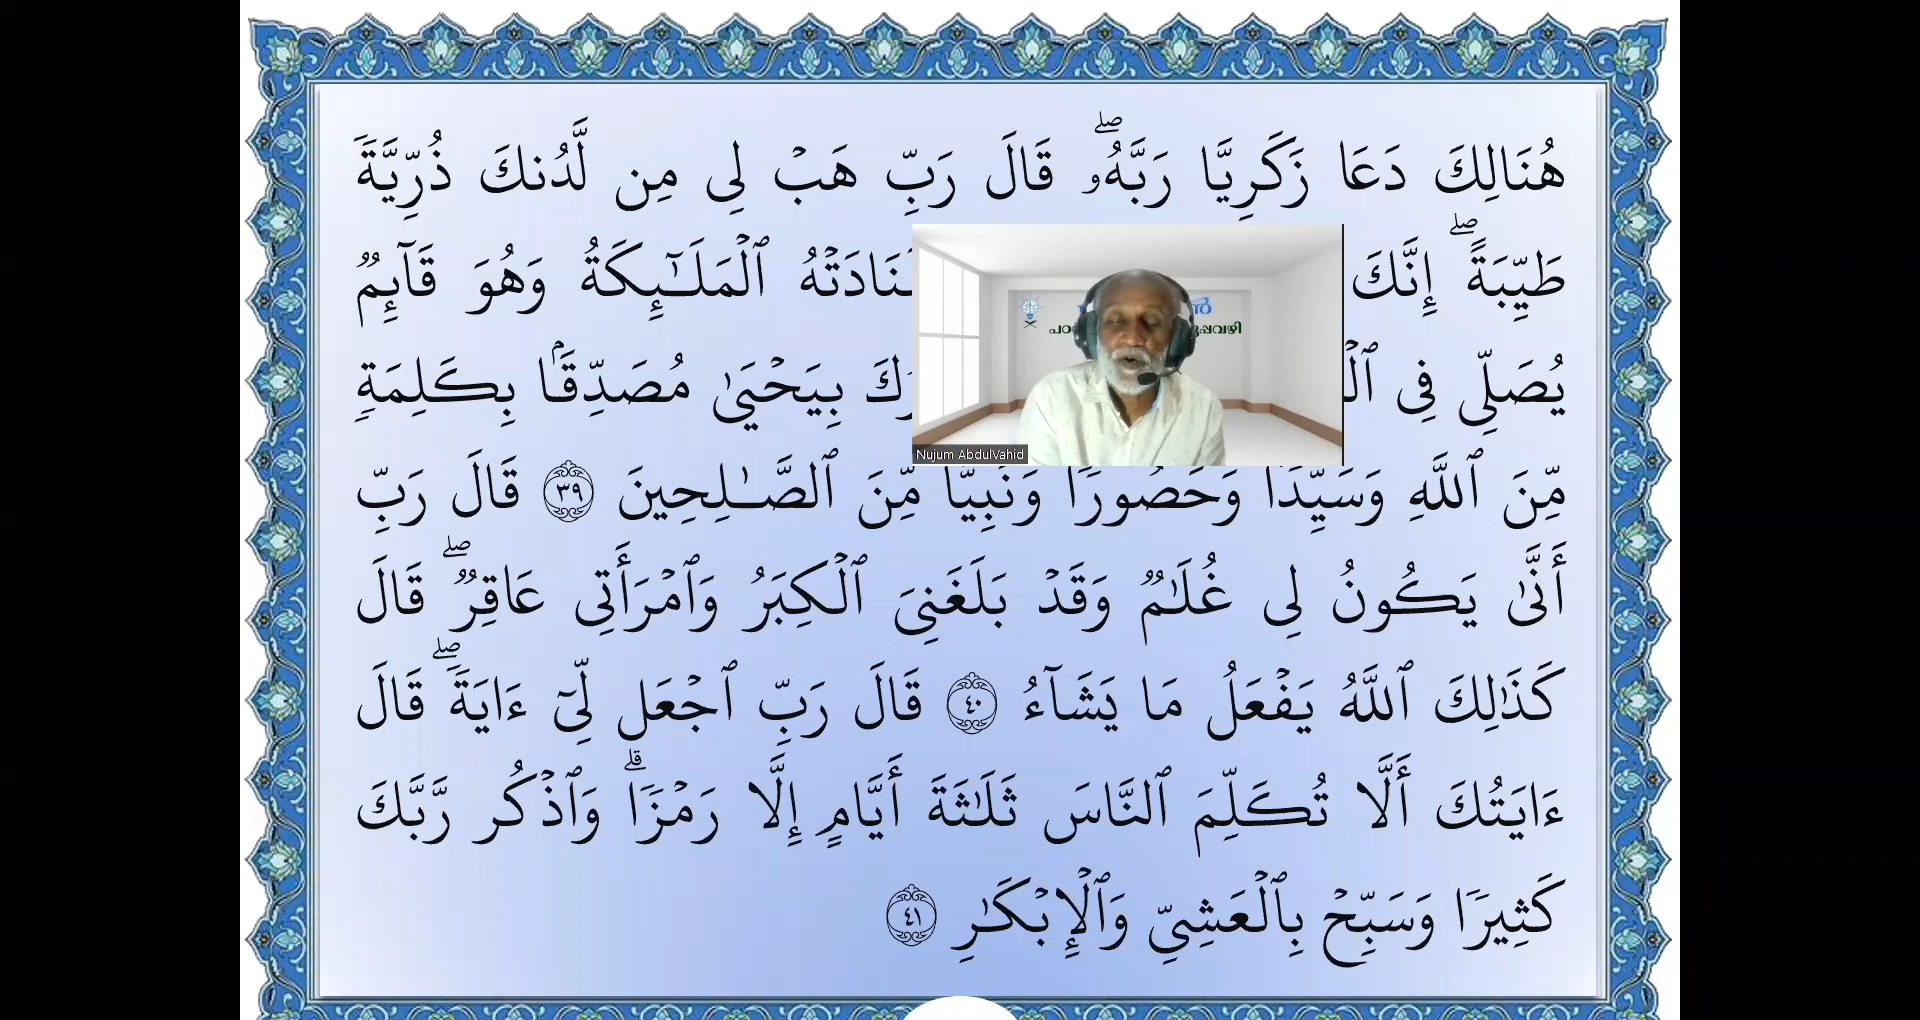 هُنَالِكَ دَعَا زَكَرِيَّا رَبَّهُۥۖ قَالَ رَبِّ هَبۡ لِي مِن لَّدُنكَ ذُرِّيَّةٗ
طَيِّبَةًۖ إِنَّكَ
ٱلۡمَلَٰٓئِكَةُ وَهُوَ قَآئِمٞ
يُصَلِّي فِي
بِيَحۡيَىٰ مُصَدِّقَۢا بِكَلِمَةٖ
مِّنَ ٱللَّهِ وَسَيِّدٗا وَحَصُورٗا وَنَبِيّٗا مِّنَ ٱلصَّٰلِحِينَ ٣٩ قَالَ رَبِّ
أَنَّىٰ يَكُونُ لِي غُلَٰمٞ وَقَدۡ بَلَغَنِيَ ٱلۡكِبَرُ وَٱمۡرَأَتِي عَاقِرٞۖ قَالَ
كَذَٰلِكَ ٱللَّهُ يَفۡعَلُ مَا يَشَآءُ ٤٠ قَالَ رَبِّ ٱجۡعَل لِّيٓ ءَايَةٗۖ قَالَ
ءَايَتُكَ أَلَّا تُكَلِّمَ ٱلنَّاسَ ثَلَٰثَةَ أَيَّامٍ إِلَّا رَمۡزٗاۗ وَٱذۡكُر رَّبَّكَ
كَثِيرٗا وَسَبِّحۡ بِٱلۡعَشِيِّ وَٱلۡإِبۡكَٰرِ ٤١
Nujum AbdulVahid